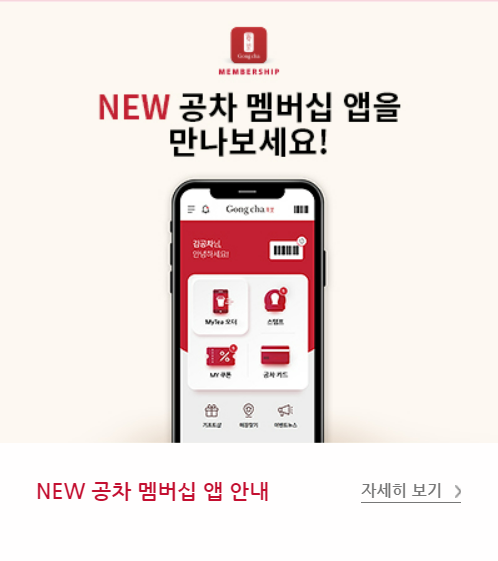 Gong cha
MEMBERSHIP
NEW 공차 멤버십 앱을
만나보세요!
Gong cha
김공차님,
안녕하세요!
MyTea 오더
스탬프
MY 쿠폰
공차 카드
기프트샵
매장찾기
이벤트뉴스
NEW 공차 멤버십 앱 안내
자세히 보기